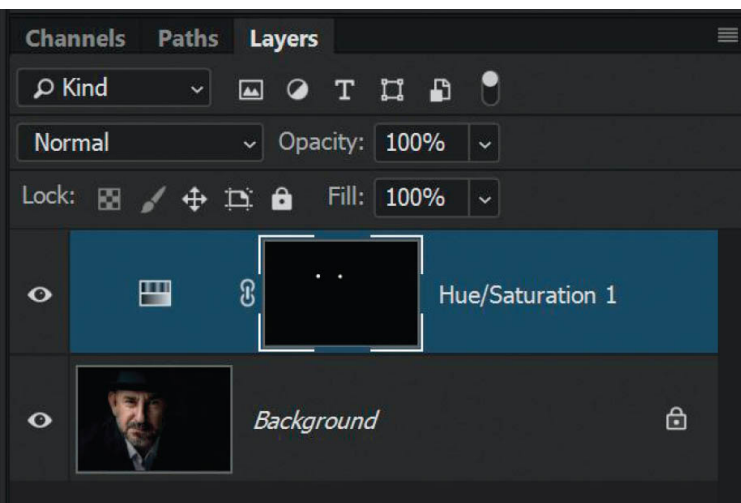 Channels Paths Layers
Kind
Normal Opacity: 100%
Lock: Fill: 100%
Hue/Saturation 1
Background